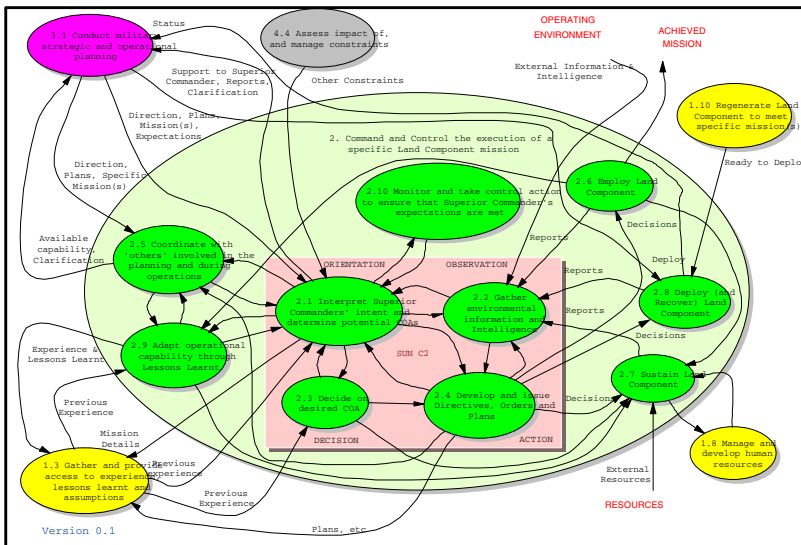 3.1 Conduct military
strategic and operational
planning
Status
4.4 Assess impact of,
and manage constraints
OPERATING
ENVIRONMENT
ACHIEVED
MISSION
External Information &
Intelligence
Support to Superior
Commander, Reports,
Clarification
Other Constraints
1.10 Regenerate Land
Component to meet
specific mission(s)
Direction, Plans,
Mission(s),
Expectations
2. Command and Control the execution of a
specific Land Component mission
Ready to Deploy
Direction,
Plans, Specific
Mission(s)
2.10 Monitor and take control action
to ensure that Superior Commander's
expectations are met
2.6 Employ Land
Component
Decisions
Available
capability,
Clarification
2.5 Coordinate with
'others' involved in the
planning and during
operations
Reports
Deploy
ORIENTATION
OBSERVATION
Reports
2.1 Interpret Superior
Commanders' intent and
determine potential COAs
2.2 Gather
environmental
information and
Intelligence
2.8 Deploy (and
Recover) Land
Component
Reports
Decisions
2.9 Adapt operational
capability through
Lessons Learnt
Experience &
Lessons Learnt
SUN C2
2.7 Sustain Land
Component
Previous
Experience
2.3 Decide on
desired COA
2.4 Develop and issue
Directives, Orders and
Plans
Decisions
Mission
Details
DECISION
ACTION
1.8 Manage and
develop human
resources
1.3 Gather and provide
access to experience,
lessons learnt and
assumptions
Previous
experience
External
Resources
Previous
Experience
RESOURCES
Plans, etc
Version 0.1